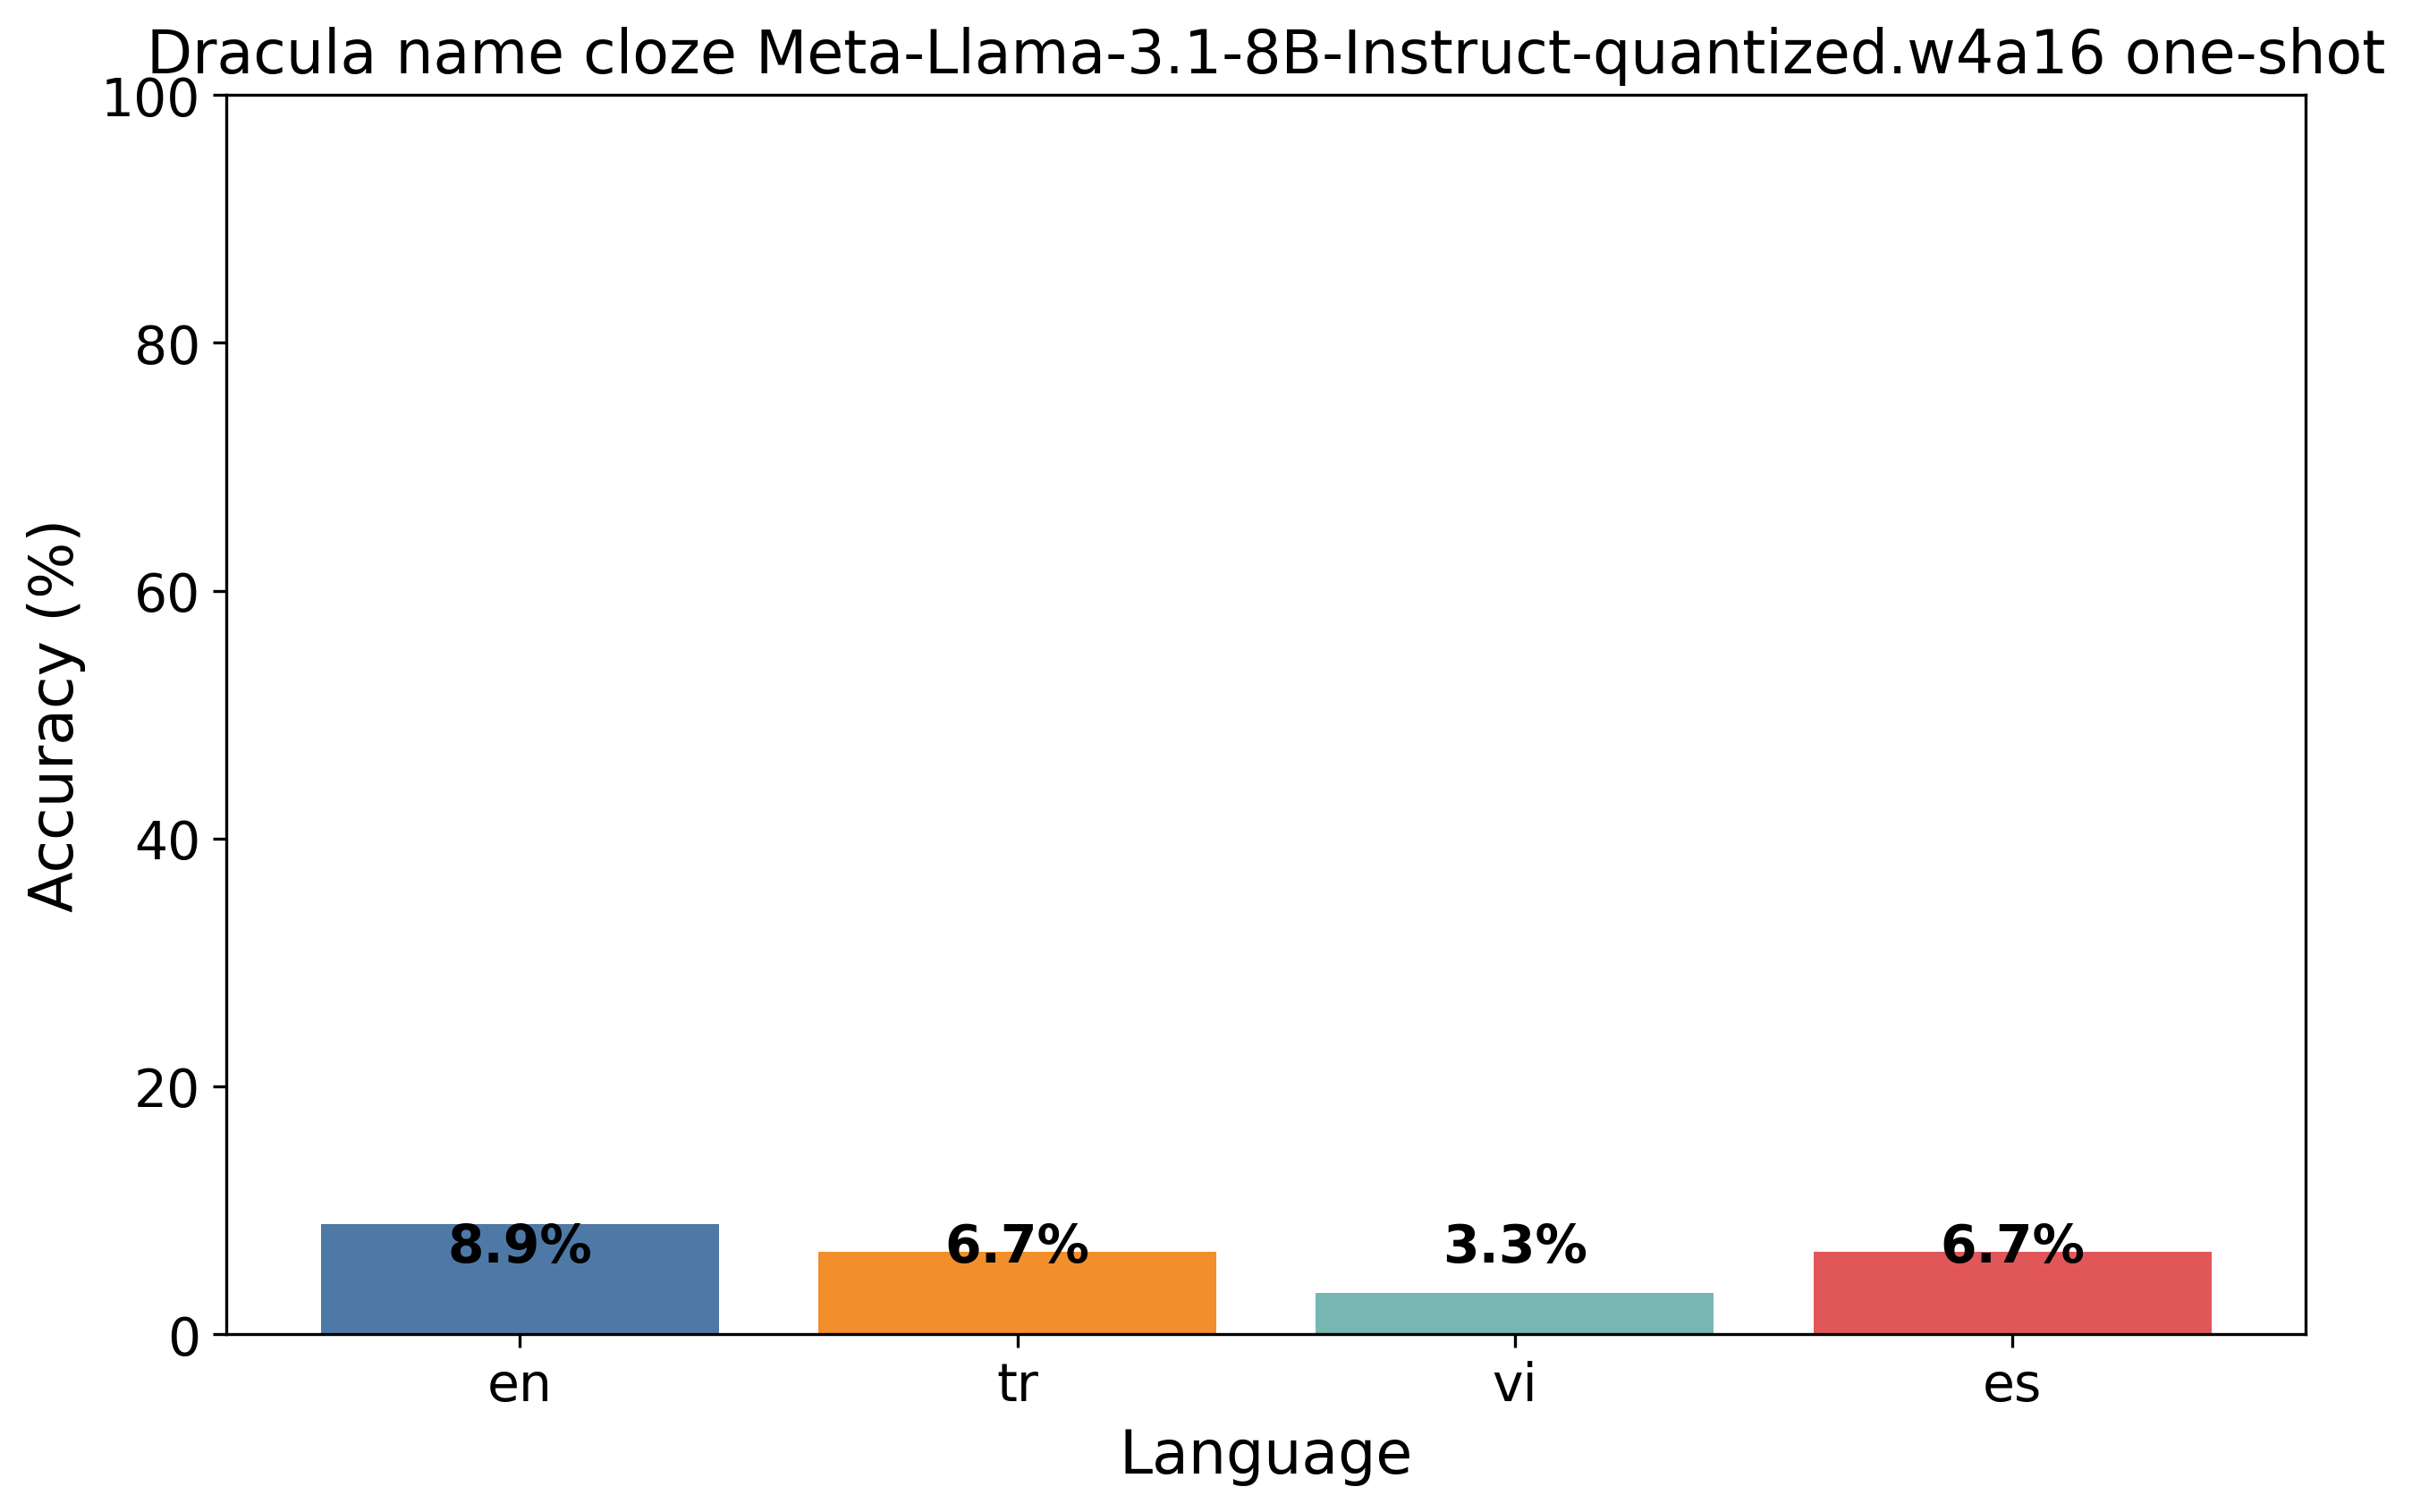 Dracula name cloze Meta-Llama-3.1-8B-Instruct-quantized.w4a16 one-shot
100
80
60
40
20
0
Accuracy (%)
8.9%
6.7%
3.3%
6.7%
en
tr
vi
es
Language